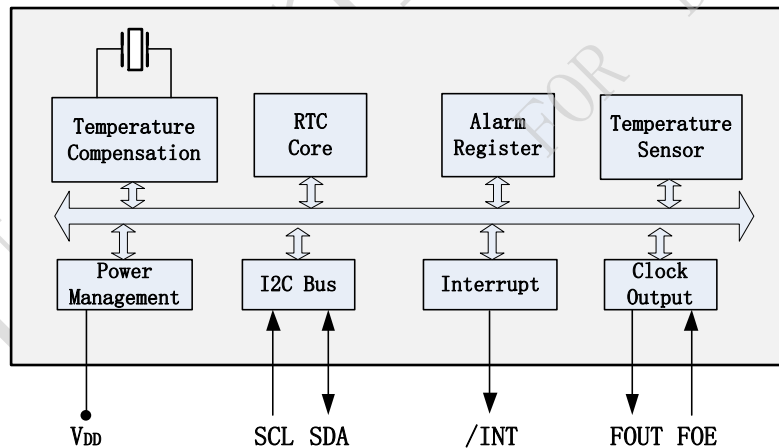 Temperature
Compensation
RTC
Core
Alarm
Register
Temperature
Sensor
Power
Management
I2C Bus
Interrupt
Clock
Output
VDD
SCL SDA
/INT
FOUT FOE
FOR